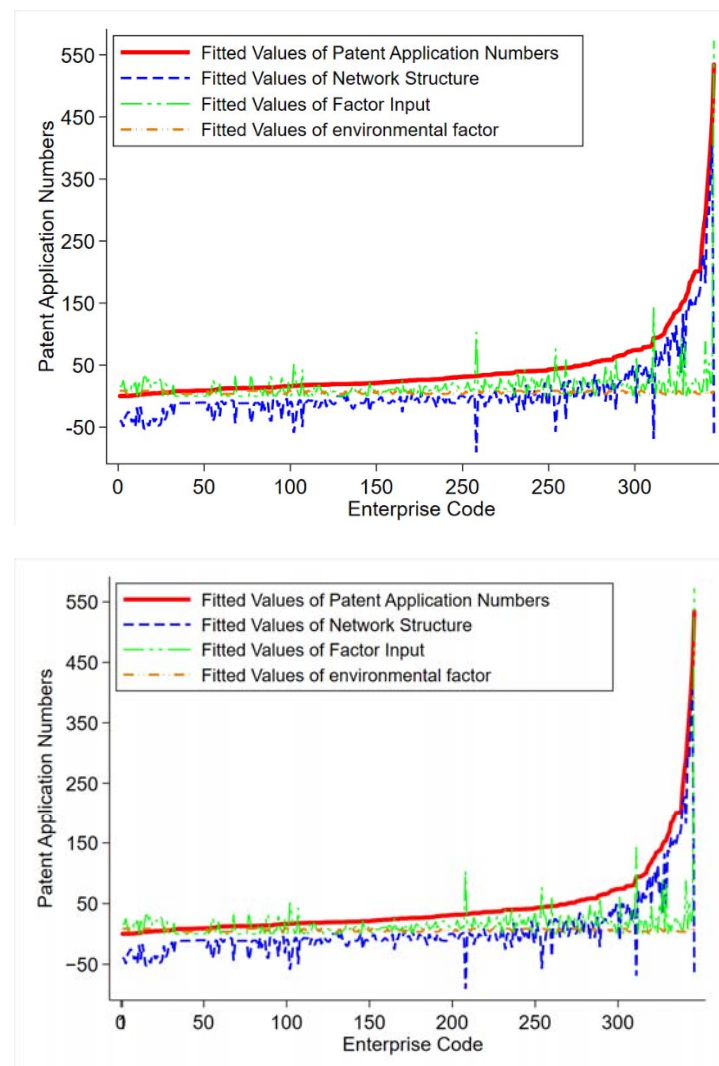 Fitted Values of Patent Application Numbers
Fitted Values of Network Structure
Fitted Values of Factor Input
Fitted Values of environmental factor
Patent Application Numbers
550
450
350
250
150
50
-50
0 50 100 150 200 250 300
Enterprise Code
Fitted Values of Patent Application Numbers
Fitted Values of Network Structure
Fitted Values of Factor Input
Fitted Values of environmental factor
Patent Application Numbers
550
450
350
250
150
50
−50
0 50 100 150 200 250 300
Enterprise Code